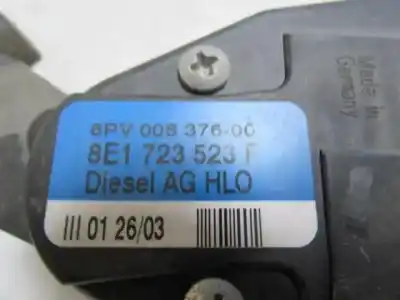 6PV 008 376-00
8E1 723 523 F
Diesel AG HLO
III 01 26/03
Made in
Germany